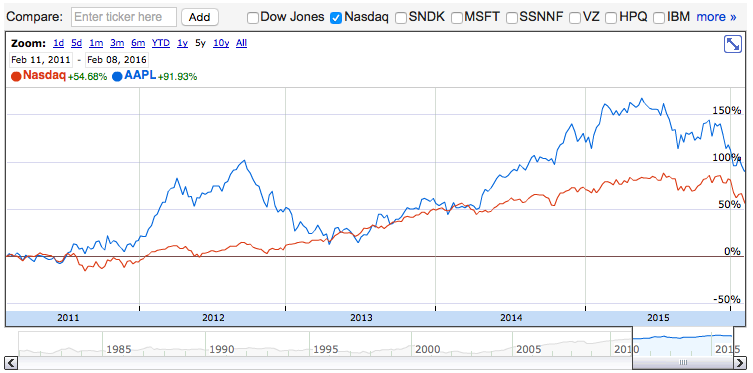 Compare: Enter ticker here Add Dow Jones Nasdaq SNDK MSFT SSNNF VZ HPQ IBM more »
Zoom: 1d 5d 1m 3m 6m YTD 1y 5y 10y All
Feb 11, 2011 - Feb 08, 2016
Nasdaq +54.68% AAPL +91.93%
150%
100%
50%
0%
-50%
2011 2012 2013 2014 2015
1985 1990 1995 2000 2005 2010 2015